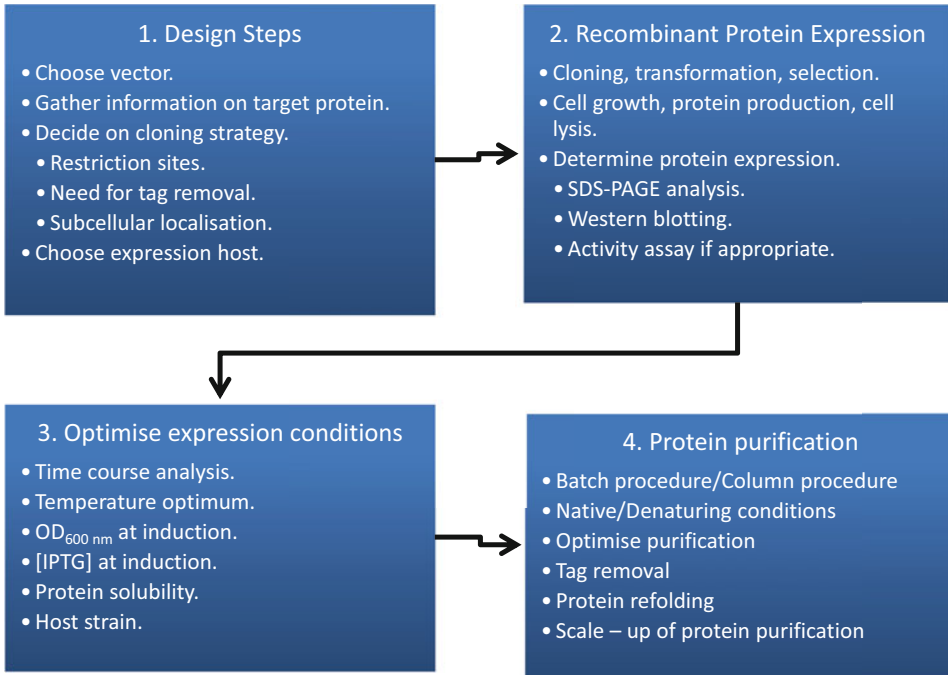 1. Design Steps
• Choose vector.
• Gather information on target protein.
• Decide on cloning strategy.
• Restriction sites.
• Need for tag removal.
• Subcellular localisation.
• Choose expression host.
2. Recombinant Protein Expression
• Cloning, transformation, selection.
• Cell growth, protein production, cell
lysis.
• Determine protein expression.
• SDS-PAGE analysis.
• Western blotting.
• Activity assay if appropriate.
3. Optimise expression conditions
• Time course analysis.
• Temperature optimum.
• OD600 nm at induction.
• [IPTG] at induction.
• Protein solubility.
• Host strain.
4. Protein purification
• Batch procedure/Column procedure
• Native/Denaturing conditions
• Optimise purification
• Tag removal
• Protein refolding
• Scale – up of protein purification